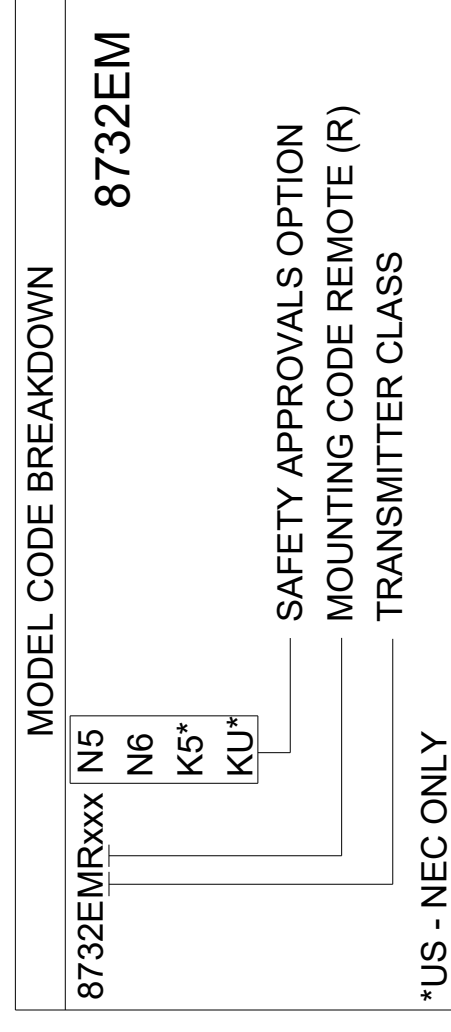 MODEL CODE BREAKDOWN
8732EM
8732EMRxxx N5
N6
K5*
KU*
SAFETY APPROVALS OPTION
MOUNTING CODE REMOTE (R)
TRANSMITTER CLASS
*US - NEC ONLY